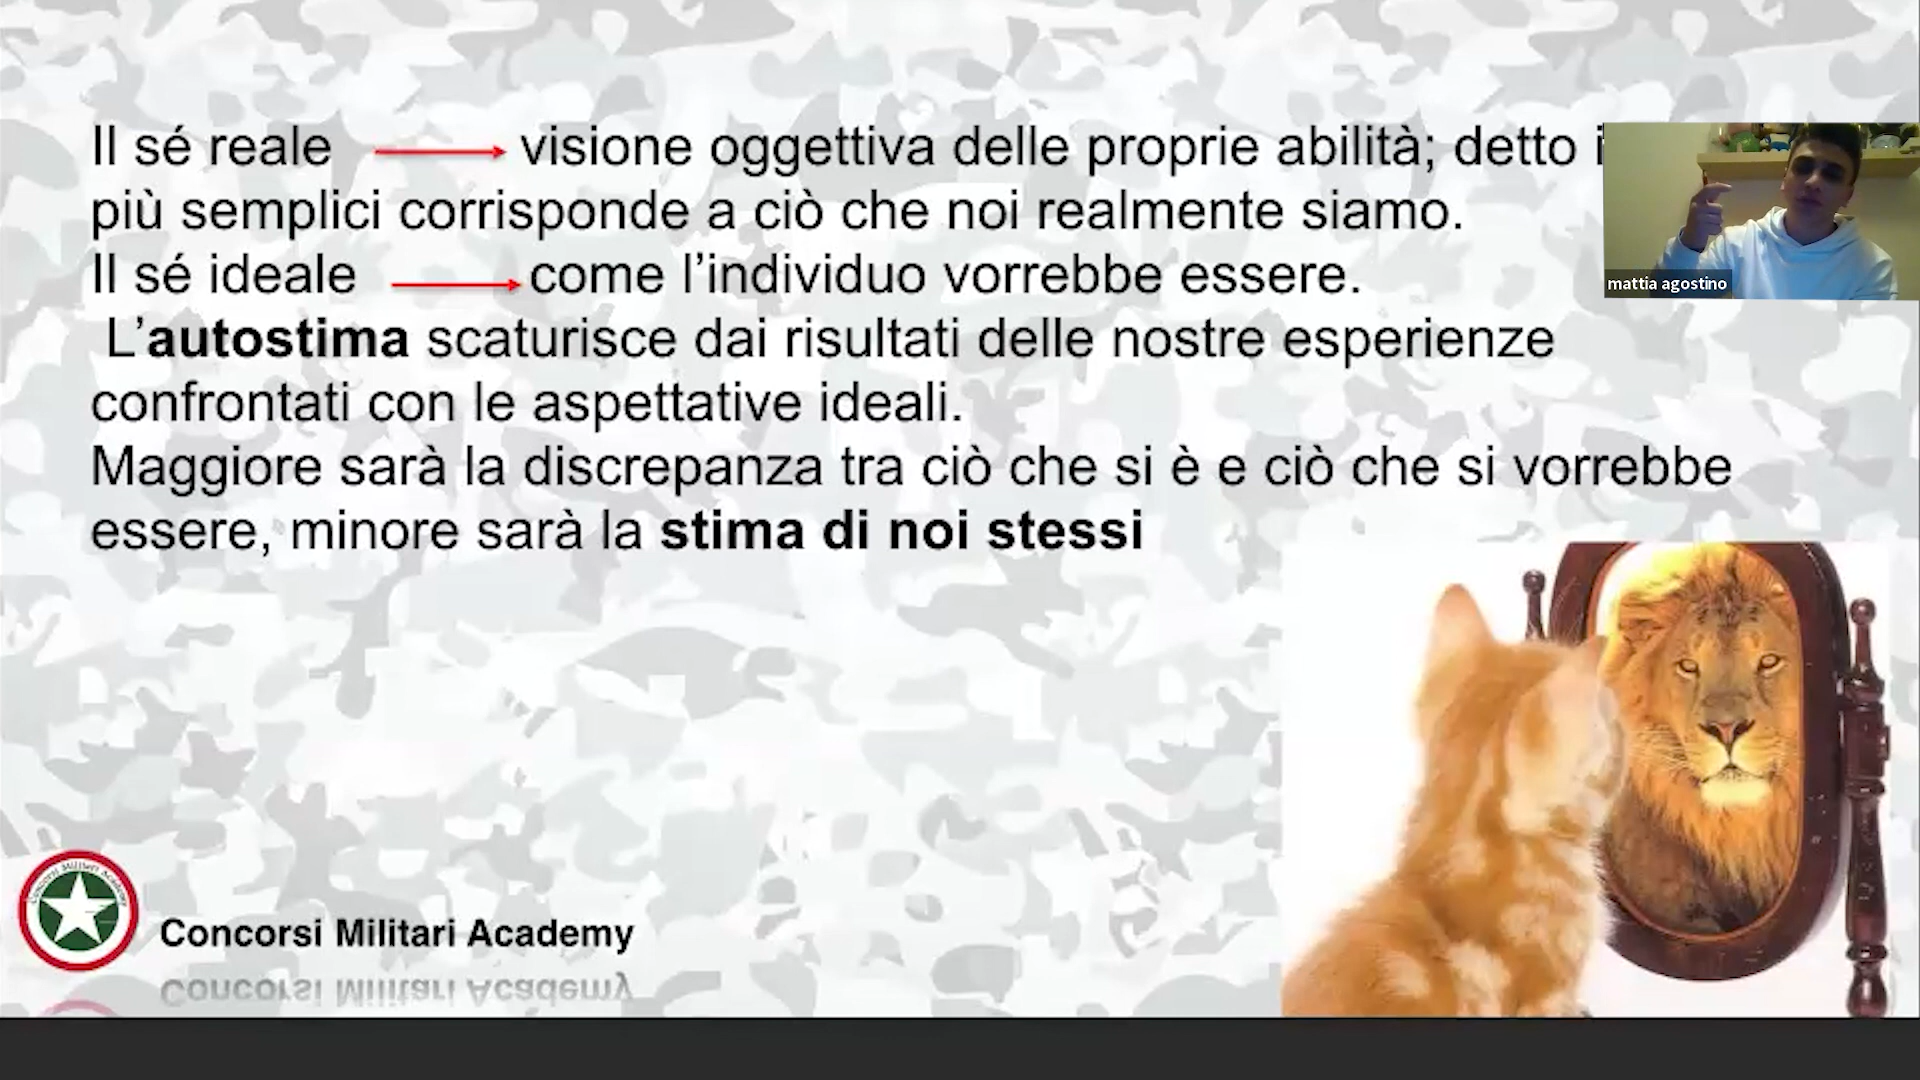 Il sé reale visione oggettiva delle proprie abilità; detto
più semplici corrisponde a ciò che noi realmente siamo.
Il sé ideale come l’individuo vorrebbe essere.
L’autostima scaturisce dai risultati delle nostre esperienze
confrontati con le aspettative ideali.
Maggiore sarà la discrepanza tra ciò che si è e ciò che si vorrebbe
essere, minore sarà la stima di noi stessi
mattia agostino
Concorsi Militari Academy
Concorsi Militari Academy